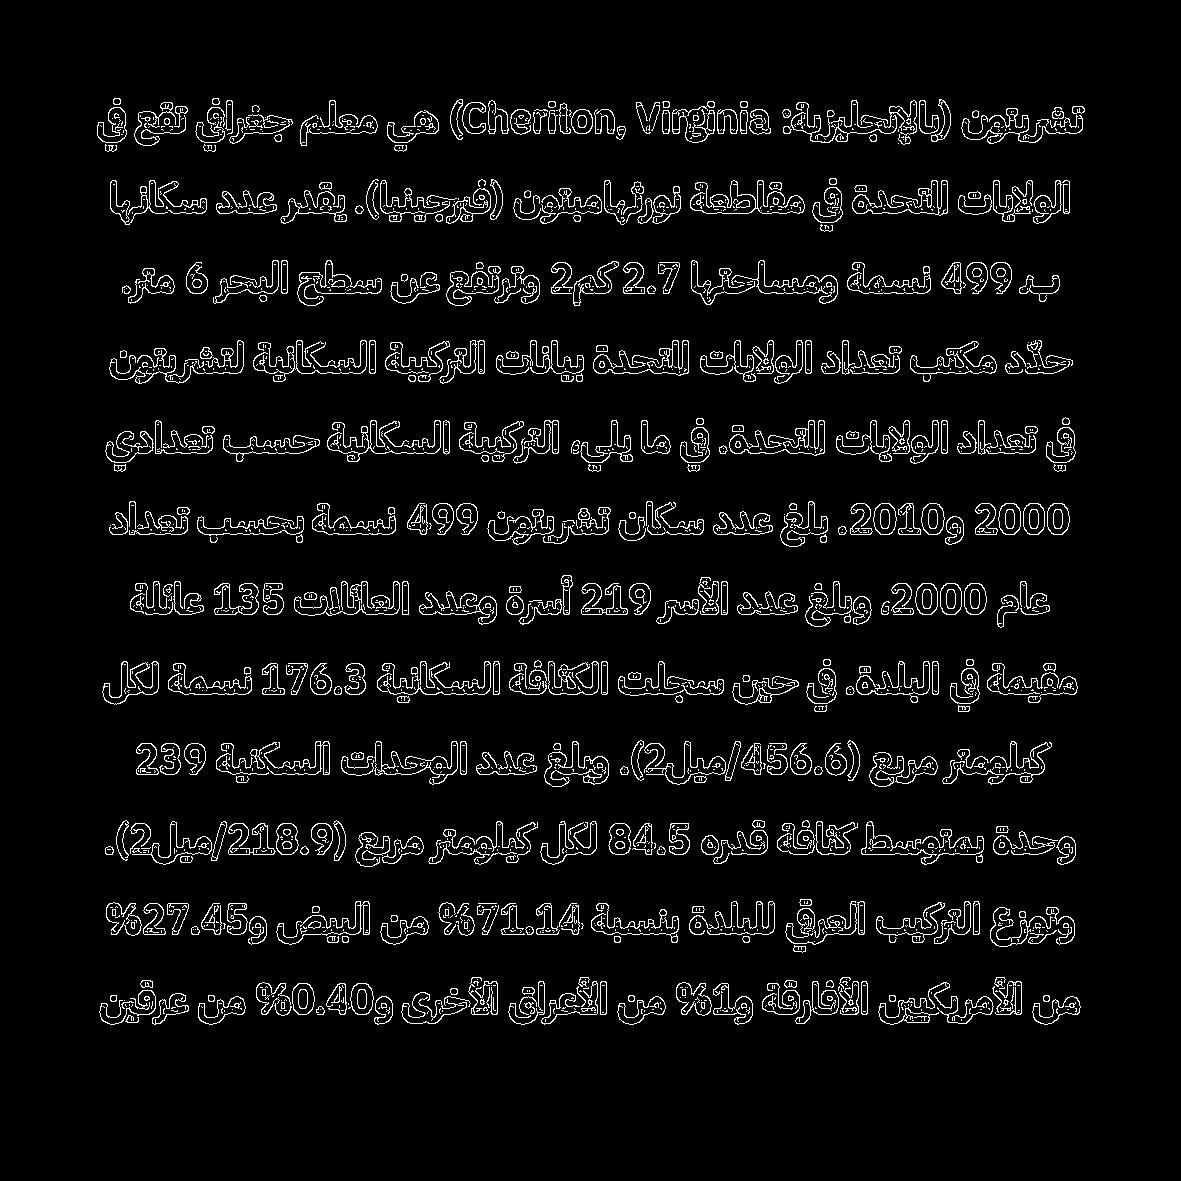 تشريتون (بالإنجليزية: Cheriton, Virginia) هي معلم جغرافي تقع في
الولايات المتحدة في مقاطعة نورثهامبتون (فيرجينيا). يقدر عدد سكانها
بـ 499 نسمة ومساحتها 2.7 كم2 وترتفع عن سطح البحر 6 متر.
حدّد مكتب تعداد الولايات المتحدة بيانات التركيبة السكانية لتشريتون
في تعداد الولايات المتحدة. في ما يلي، التركيبة السكانية حسب تعدادي
2000 و2010. بلغ عدد سكان تشريتون 499 نسمة بحسب تعداد
عام 2000، وبلغ عدد الأسر 219 أسرة وعدد العائلات 135 عائلة
مقيمة في البلدة. في حين سجلت الكثافة السكانية 176.3 نسمة لكل
كيلومتر مربع (456.6/ميل2). وبلغ عدد الوحدات السكنية 239
وحدة بمتوسط كثافة قدره 84.5 لكل كيلومتر مربع (218.9/ميل2).
وتوزع التركيب العرقي للبلدة بنسبة 71.14% من البيض و27.45%
من الأمريكيين الأفارقة و1% من الأعراق الأخرى و0.40% من عرقين